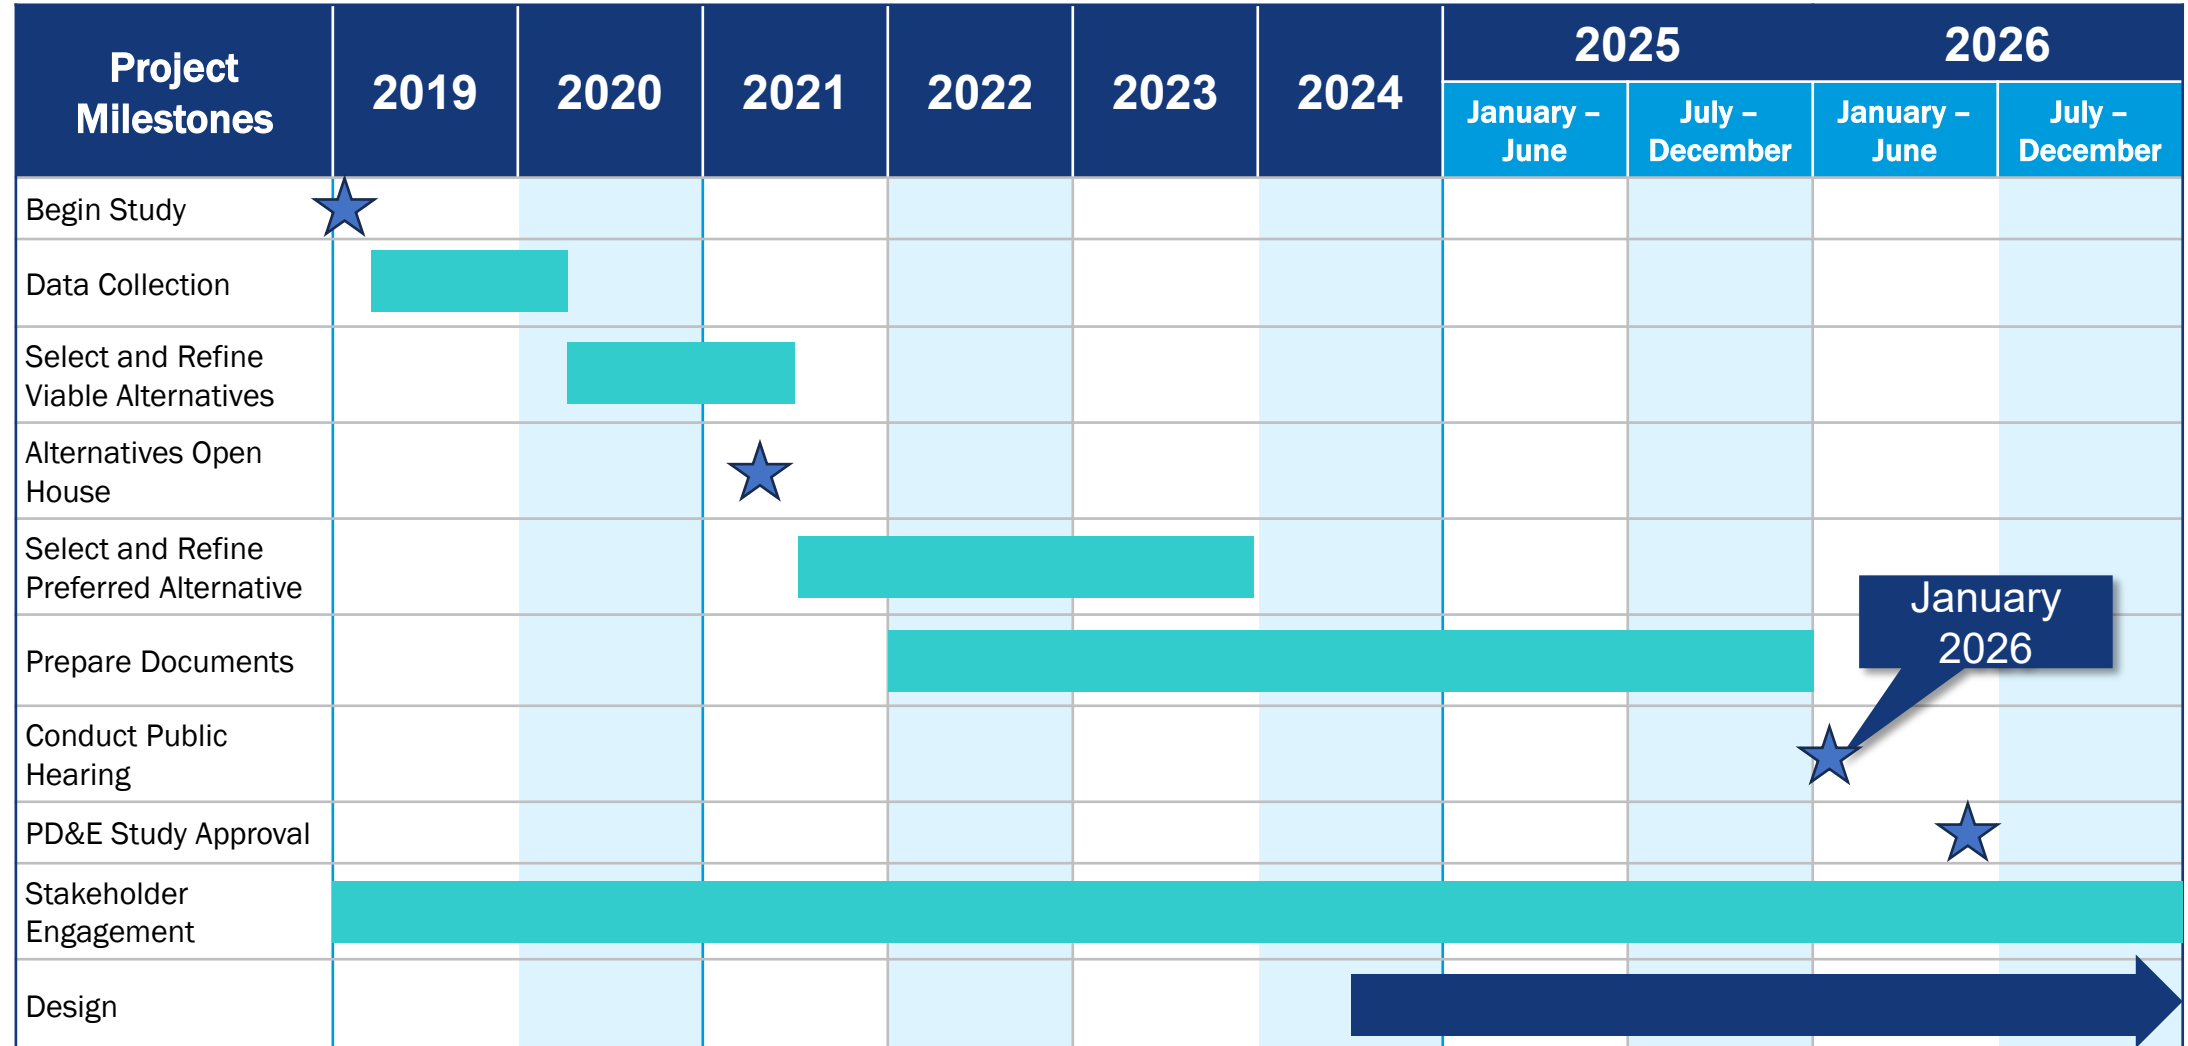 Project
Milestones
2019
2020
2021
2022
2023
2024
2025
2026
January –
June
July –
December
January –
June
July –
December
Begin Study
Data Collection
Select and Refine
Viable Alternatives
Alternatives Open
House
Select and Refine
Preferred Alternative
January
2026
Prepare Documents
Conduct Public
Hearing
PD&E Study Approval
Stakeholder
Engagement
Design